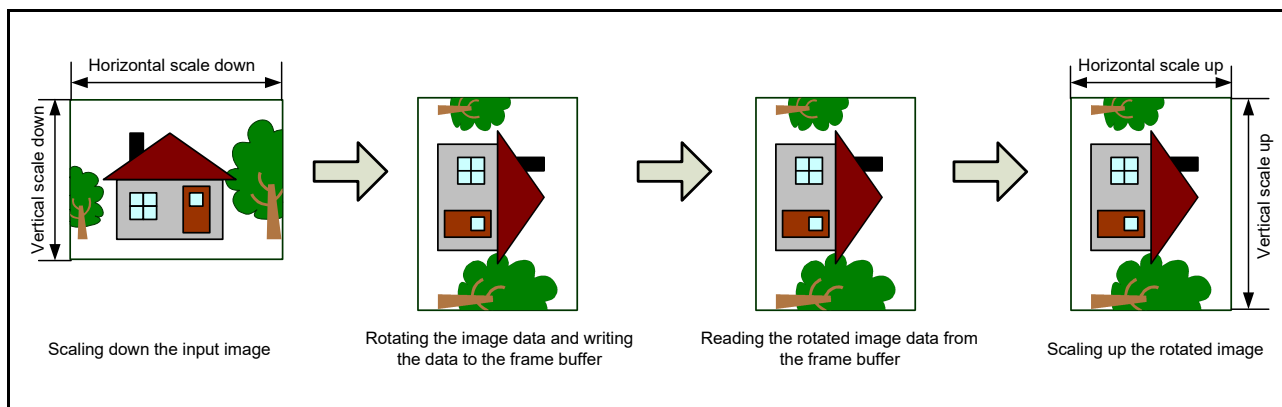 Horizontal scale down
Vertical scale down
Horizontal scale up
Vertical scale up
Scaling down the input image
Rotating the image data and writing
the data to the frame buffer
Reading the rotated image data from
the frame buffer
Scaling up the rotated image